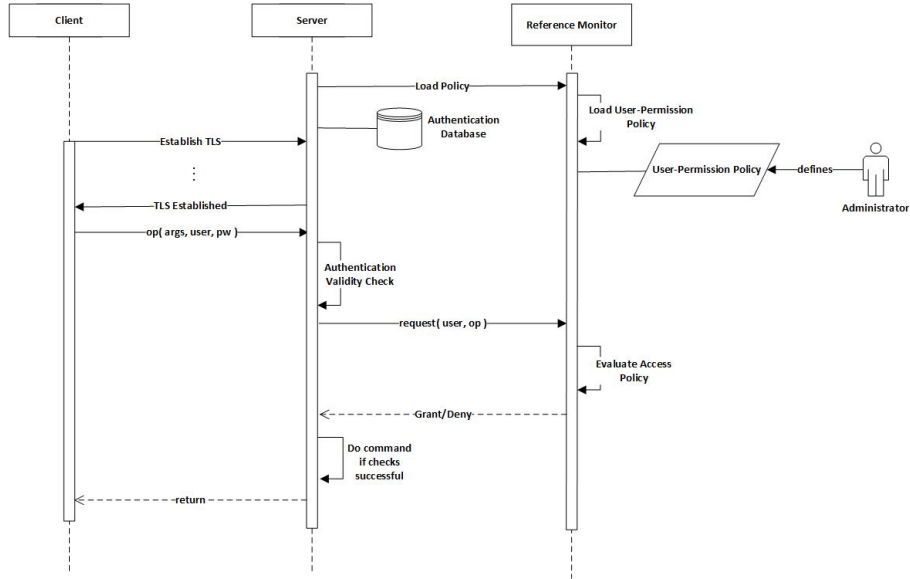 Client
Server
Reference Monitor
Load Policy
Load User-Permission
Policy
Authentication
Database
Establish TLS
User-Permission Policy
defines
Administrator
TLS Established
op( args, user, pw )
Authentication
Validity Check
request( user, op )
Evaluate Access
Policy
Grant/Deny
Do command
if checks
successful
return